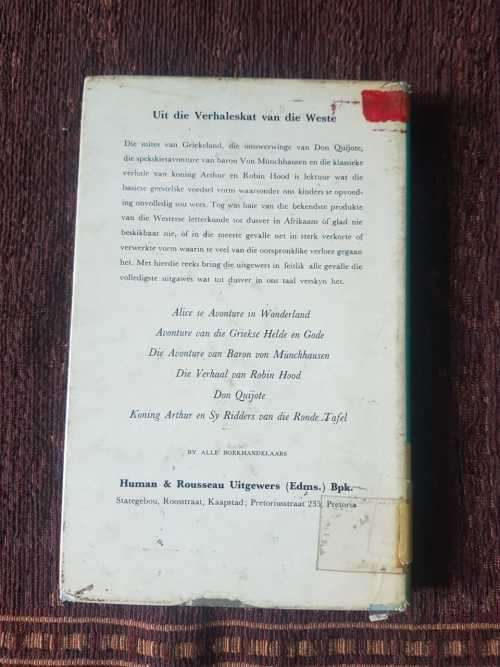 Uit die Verhaleskat van die Weste
Die mites van Griekeland, die omswerwinge van Don Quijote,
die spekskietavonture van baron Von Münchhausen en die klassieke
verhale van koning Arthur en Robin Hood is lektuur wat die
basiese geestelike voedsel vorm waarsonder ons kinders se opvoed-
ing onvolledig sou wees. Tog was baie van die bekendste produkte
van die Westerse letterkunde tot dusver in Afrikaans óf glad nie
beskikbaar nie, óf in die meeste gevalle net in sterk verkorte of
verwerkte vorm waarin te veel van die oorspronklike verlore gegaan
het. Met hierdie reeks bring die uitgewers in feitlik alle gevalle die
volledigste uitgawes wat tot dusver in ons taal verskyn het.
Alice se Avonture in Wonderland
Avonture van die Griekse Helde en Gode
Die Avonture van Baron von Münchhausen
Die Verhaal van Robin Hood
Don Quijote
Koning Arthur en Sy Ridders van die Ronde Tafel
BY ALLE BOEKHANDELAARS
Human & Rousseau Uitgewers (Edms.) Bpk.
Stategebou, Roosstraat, Kaapstad; Pretoriusstraat 235, Pretoria